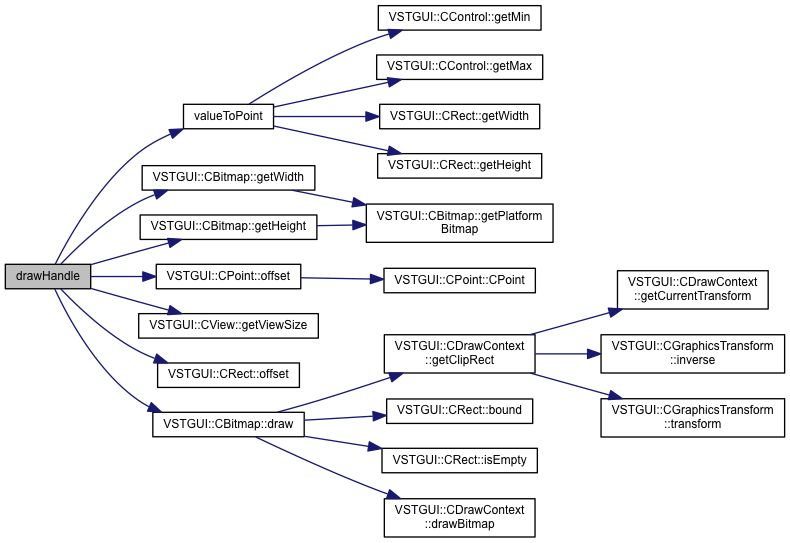 VSTGUI::CControl::getMin
VSTGUI::CControl::getMax
valueToPoint
VSTGUI::CRect::getWidth
VSTGUI::CRect::getHeight
VSTGUI::CBitmap::getWidth
VSTGUI::CBitmap::getPlatform
Bitmap
VSTGUI::CBitmap::getHeight
drawHandle
VSTGUI::CPoint::offset
VSTGUI::CPoint::CPoint
VSTGUI::CView::getViewSize
VSTGUI::CRect::offset
VSTGUI::CBitmap::draw
VSTGUI::CDrawContext
::getClipRect
VSTGUI::CDrawContext
::getCurrentTransform
VSTGUI::CGraphicsTransform
::inverse
VSTGUI::CGraphicsTransform
::transform
VSTGUI::CRect::bound
VSTGUI::CRect::isEmpty
VSTGUI::CDrawContext
::drawBitmap